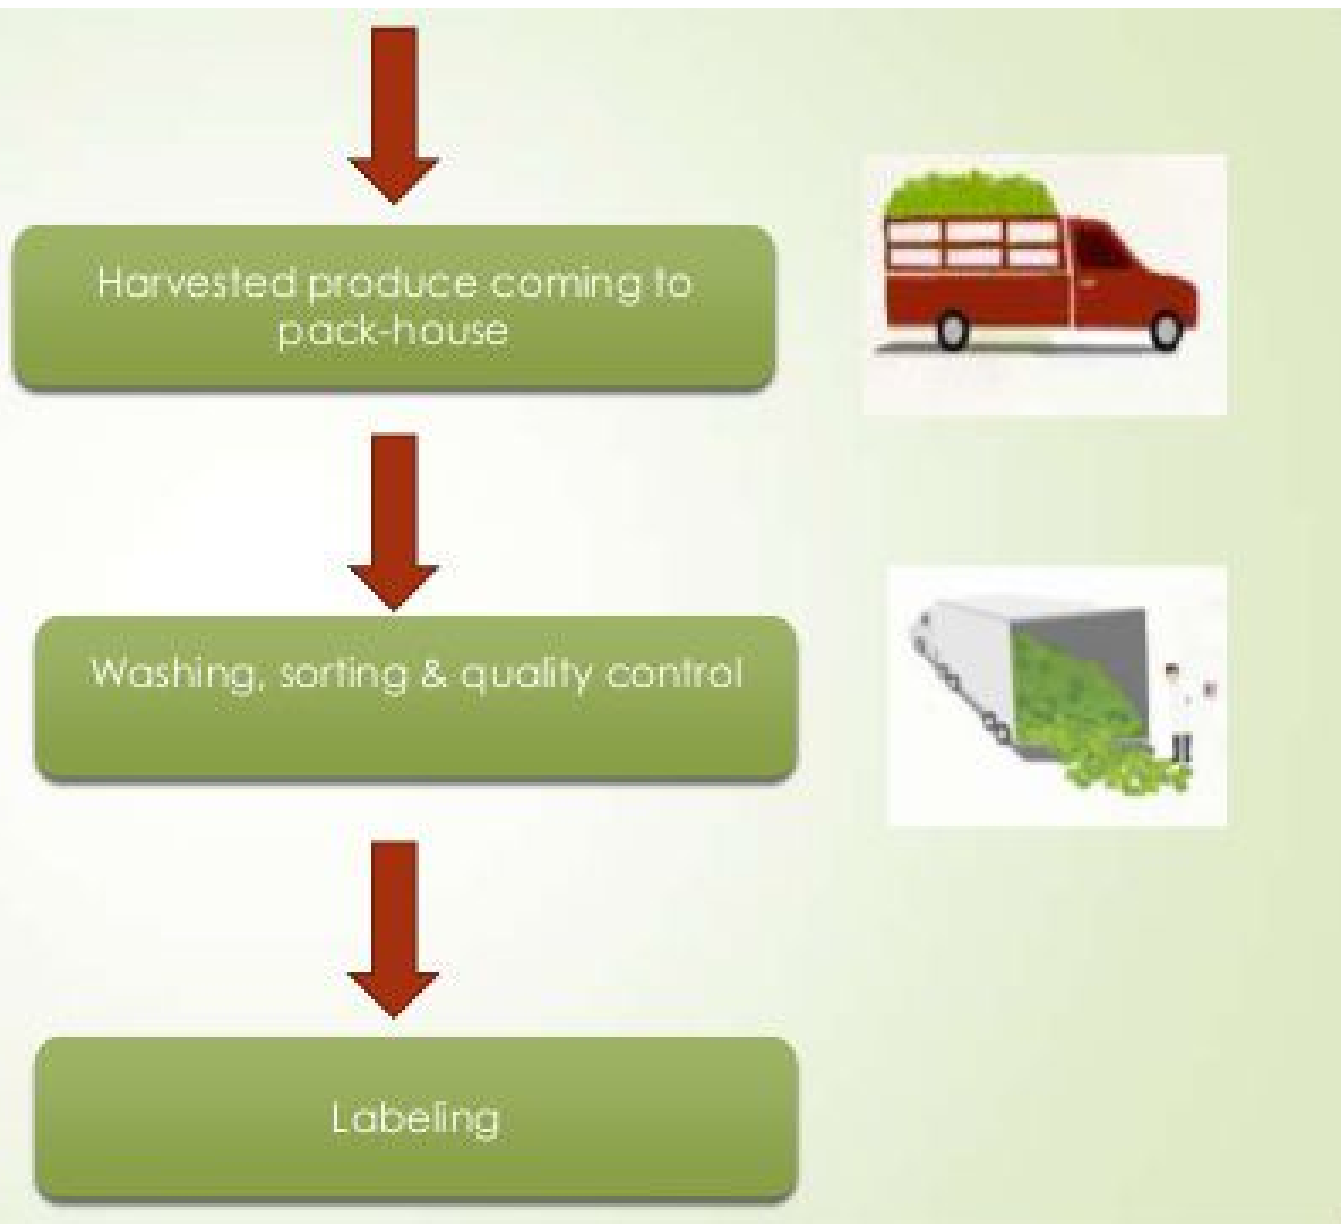 Harvested produce coming to
pack-house
Washing, sorting & quality control
Labeling